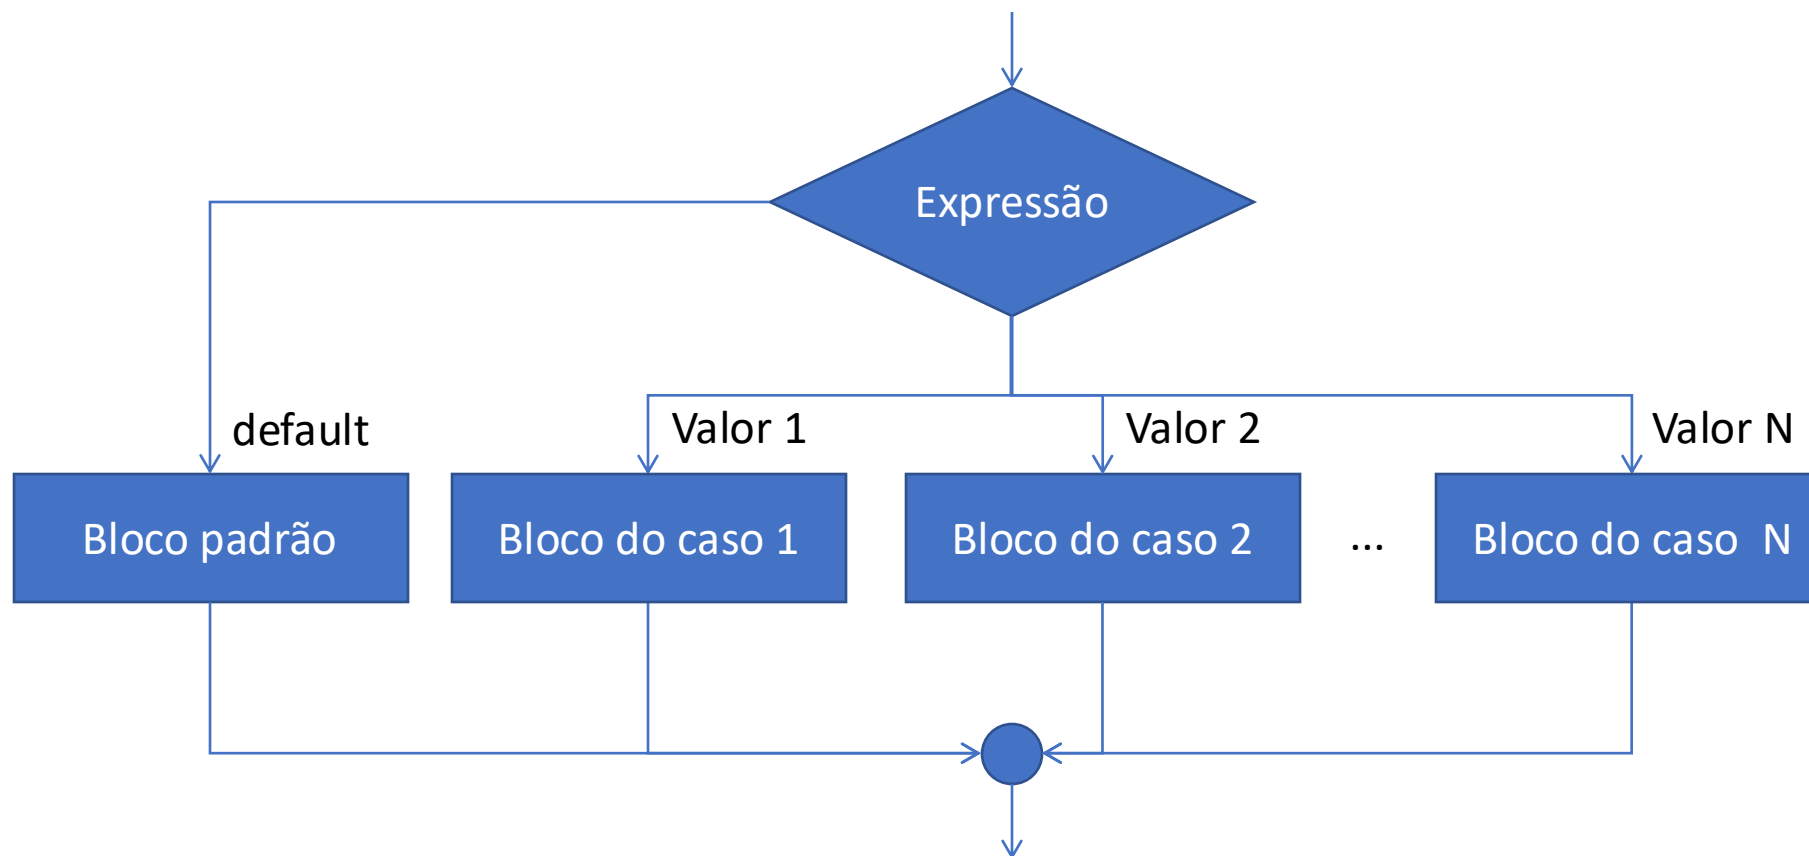 Expressão
default
Valor 1
Valor 2
Valor N
Bloco padrão
Bloco do caso 1
Bloco do caso 2
...
Bloco do caso  N